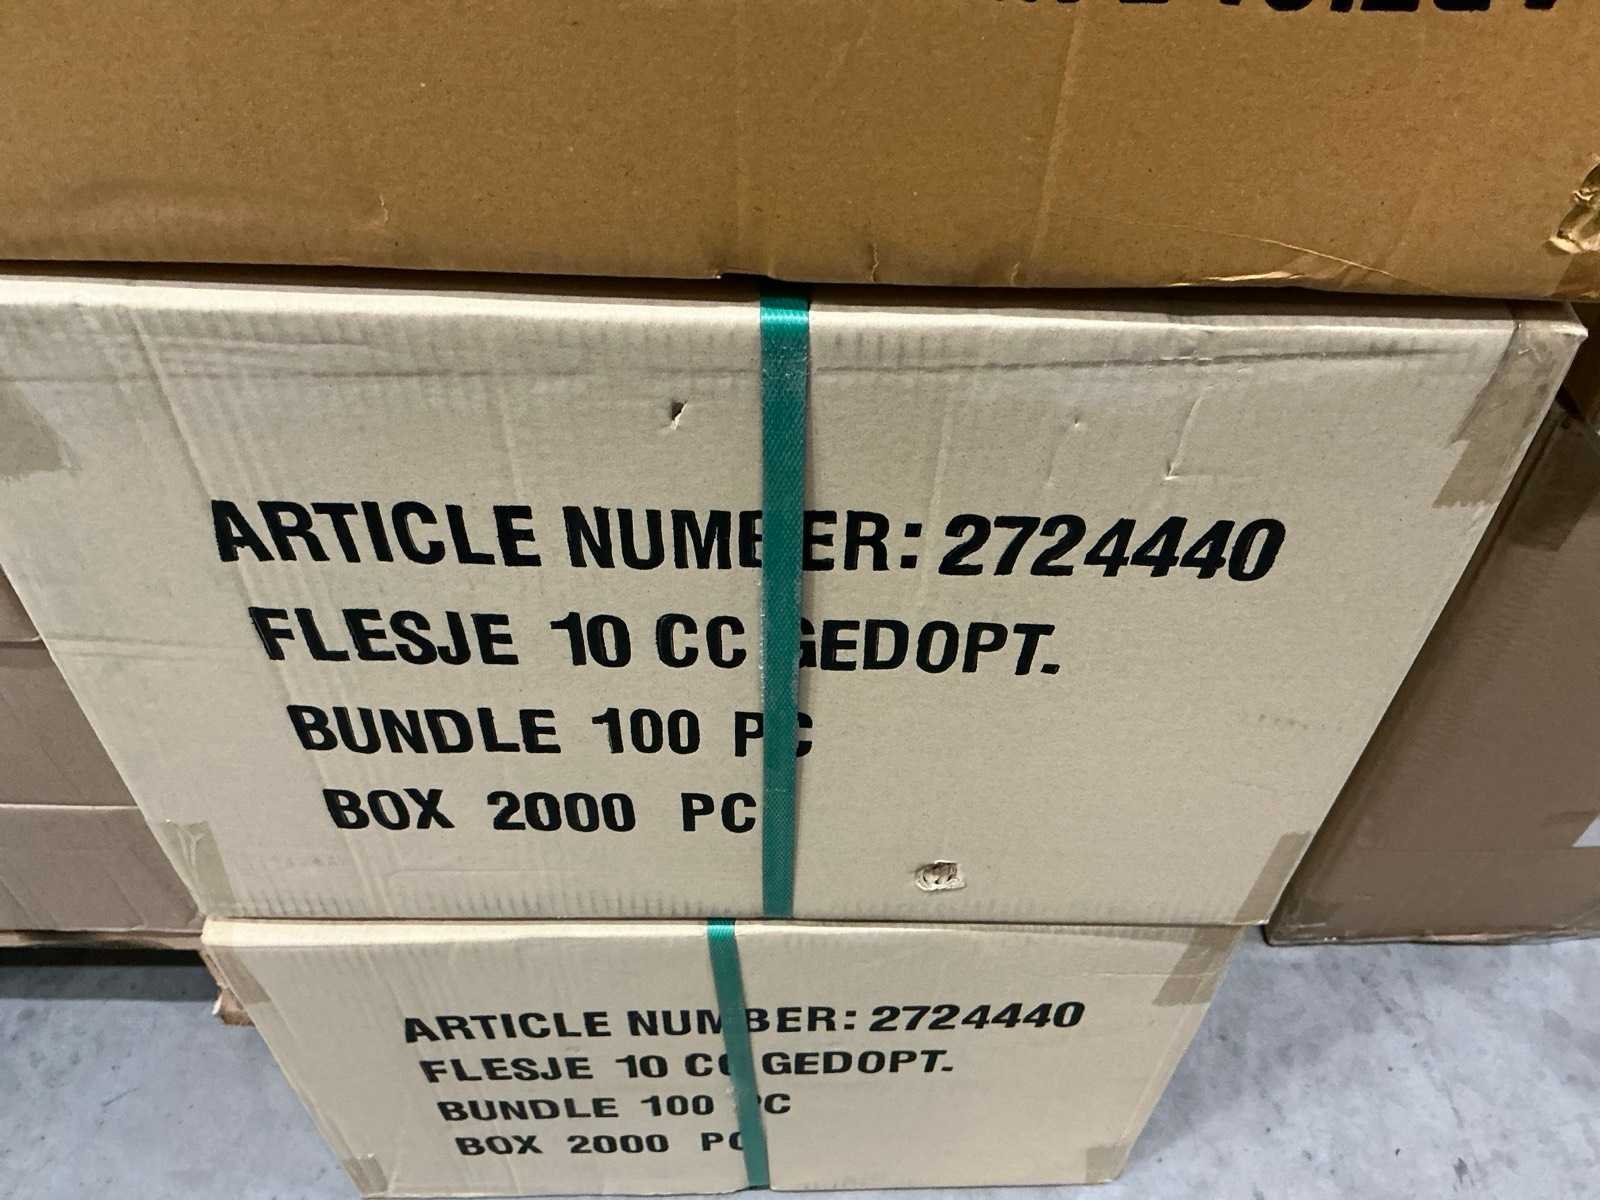 ARTICLE NUMBER: 2724440
FLESJE 10 CC GEDOPT.
BUNDLE 100 PC
BOX 2000 PC
ARTICLE NUMBER: 2724440
FLESJE 10 CC GEDOPT.
BUNDLE 100 PC
BOX 2000 PC